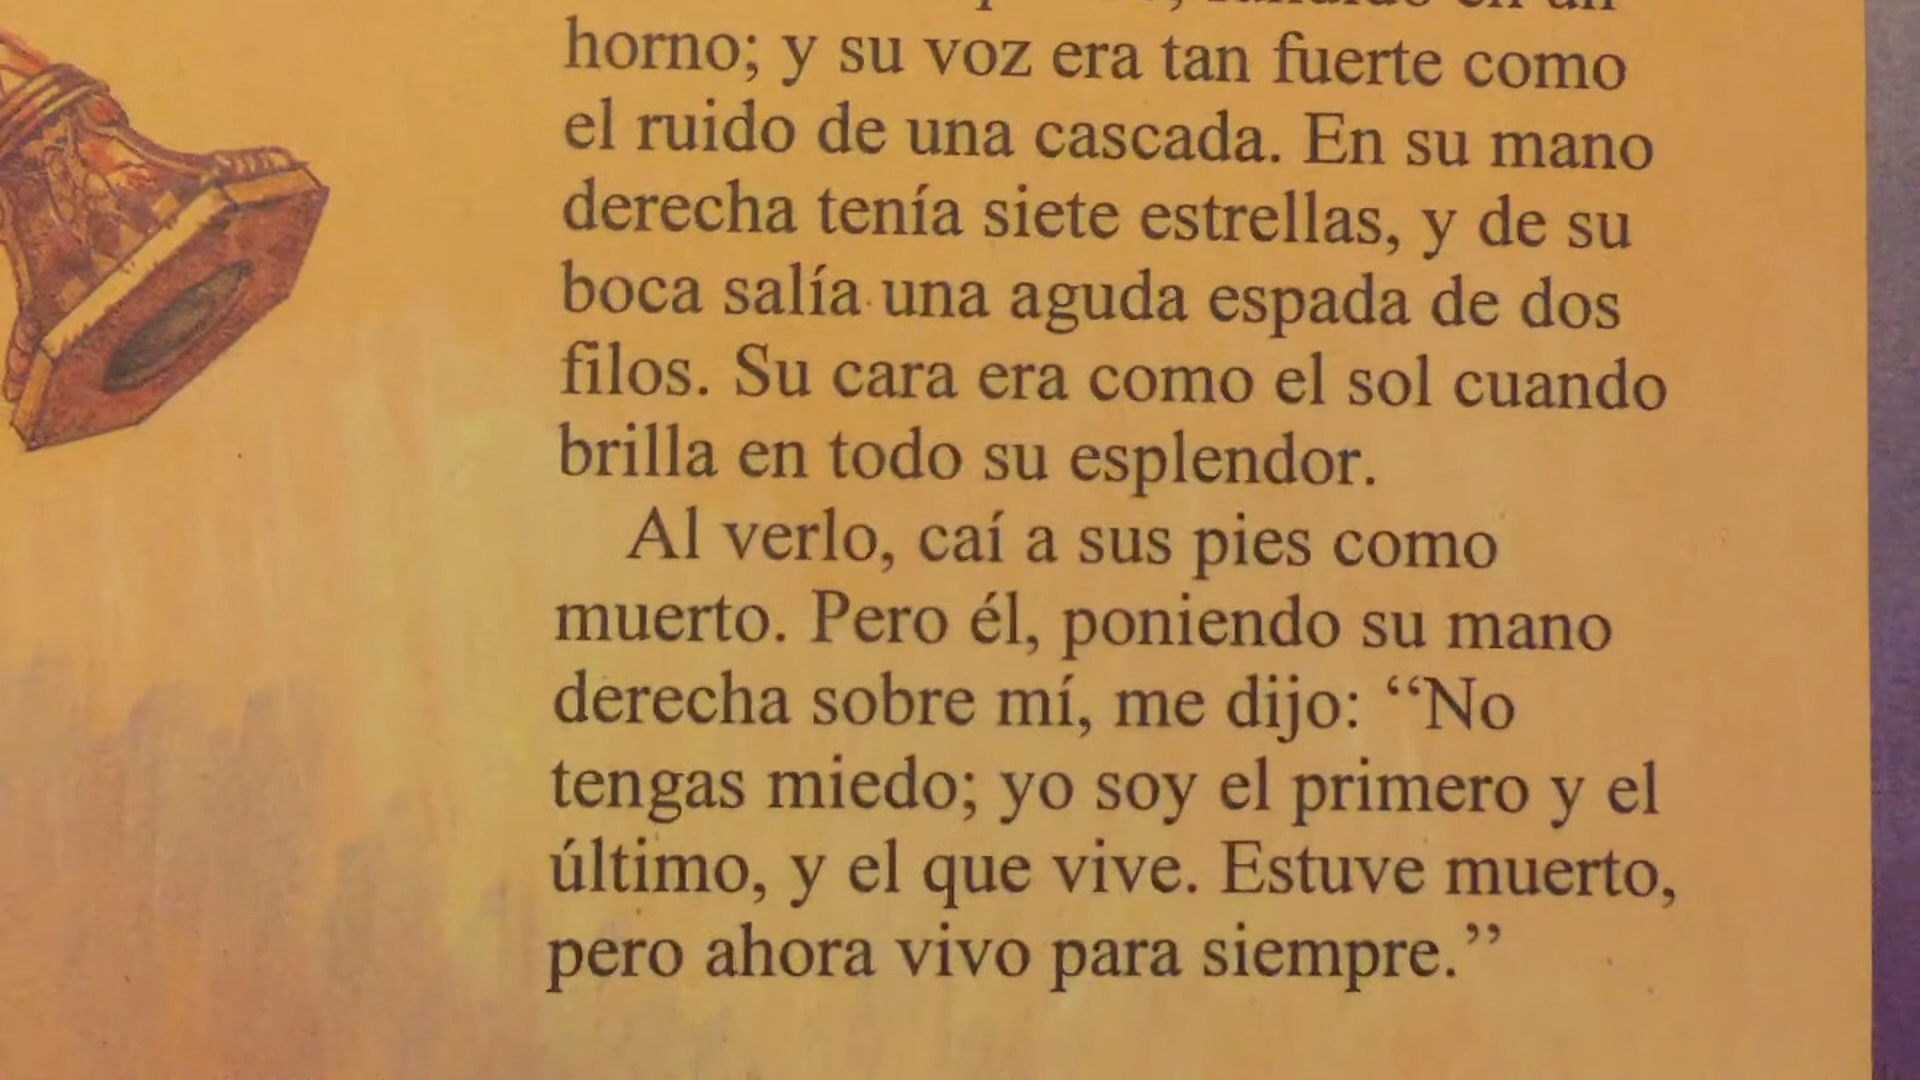 en un
horno; y su voz era tan fuerte como
el ruido de una cascada. En su mano
derecha tenía siete estrellas, y de su
boca salía una aguda espada de dos
filos. Su cara era como el sol cuando
brilla en todo su esplendor.
Al verlo, caí a sus pies como
muerto. Pero él, poniendo su mano
derecha sobre mí, me dijo: “No
tengas miedo; yo soy el primero y el
último, y el que vive. Estuve muerto,
pero ahora vivo para siempre.”